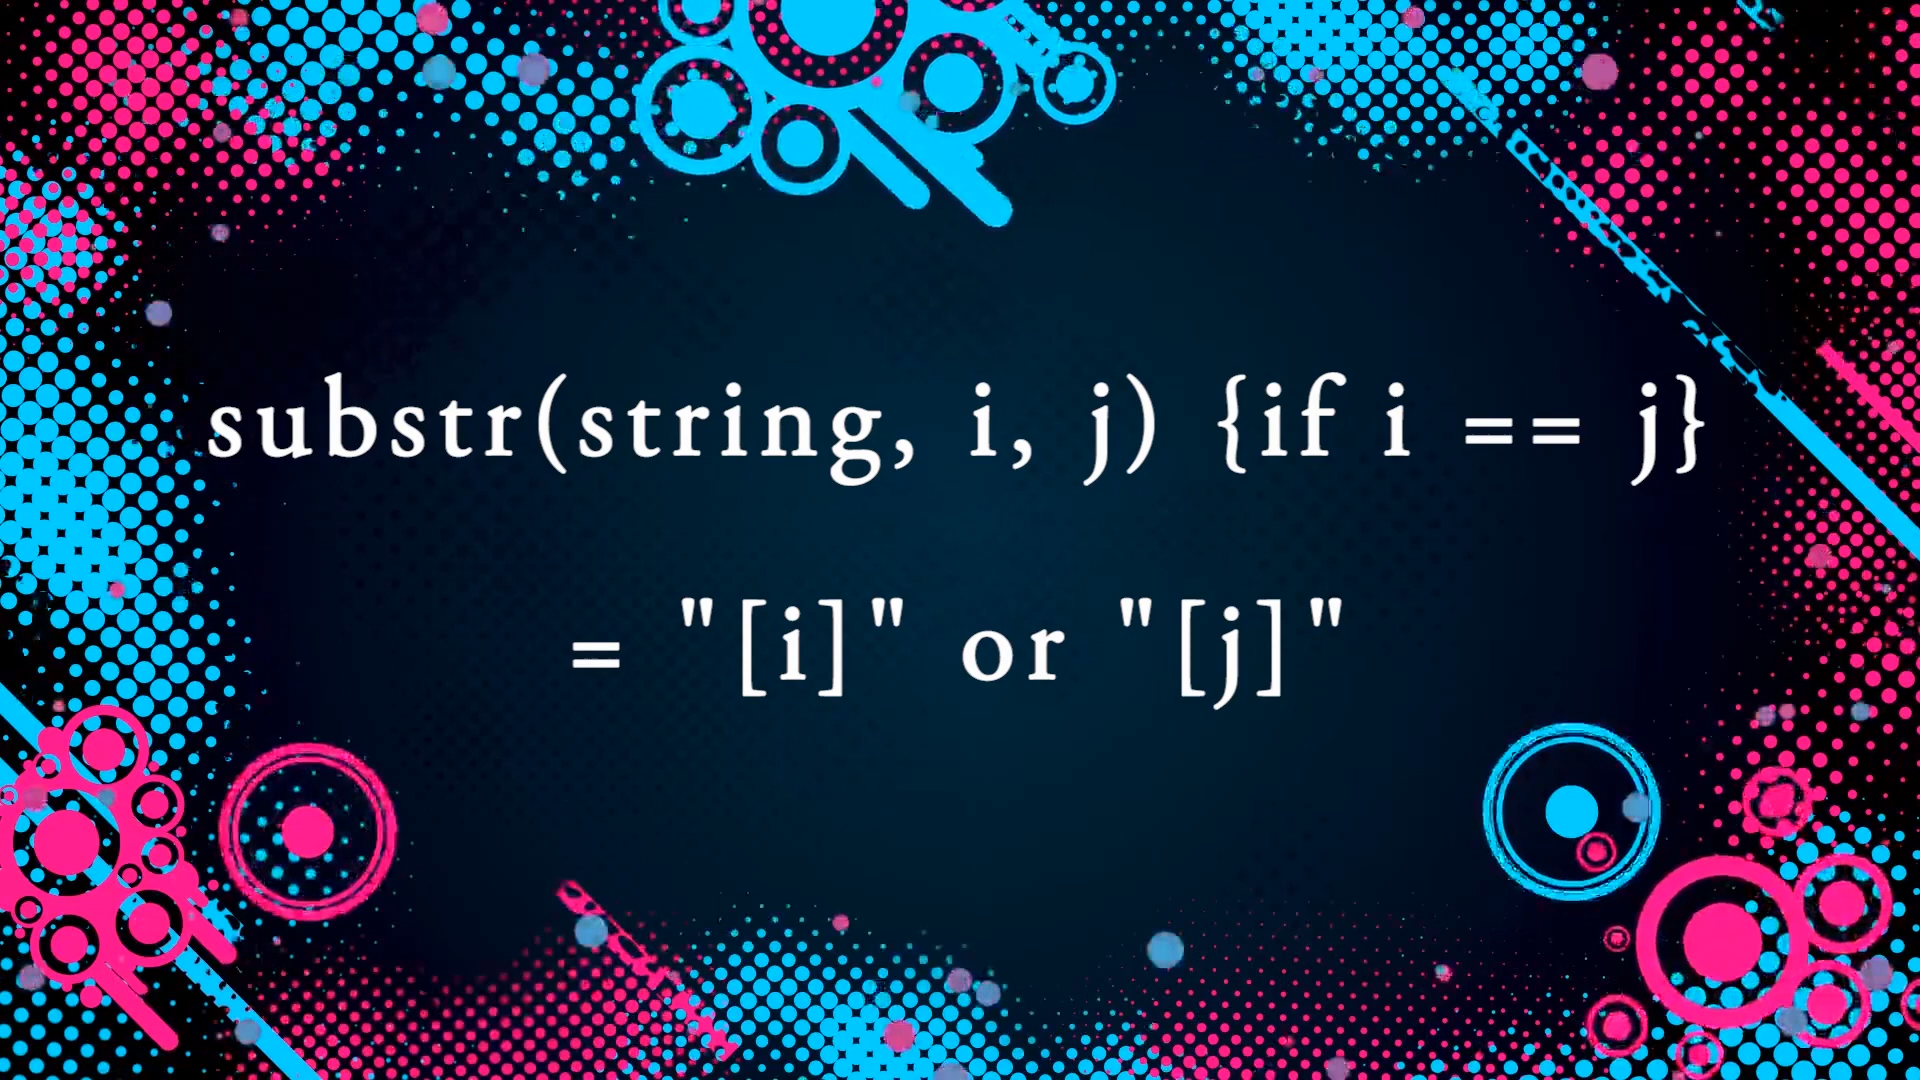 substr(string, i, j) {if i == j}
= "[i]" or "[j]"